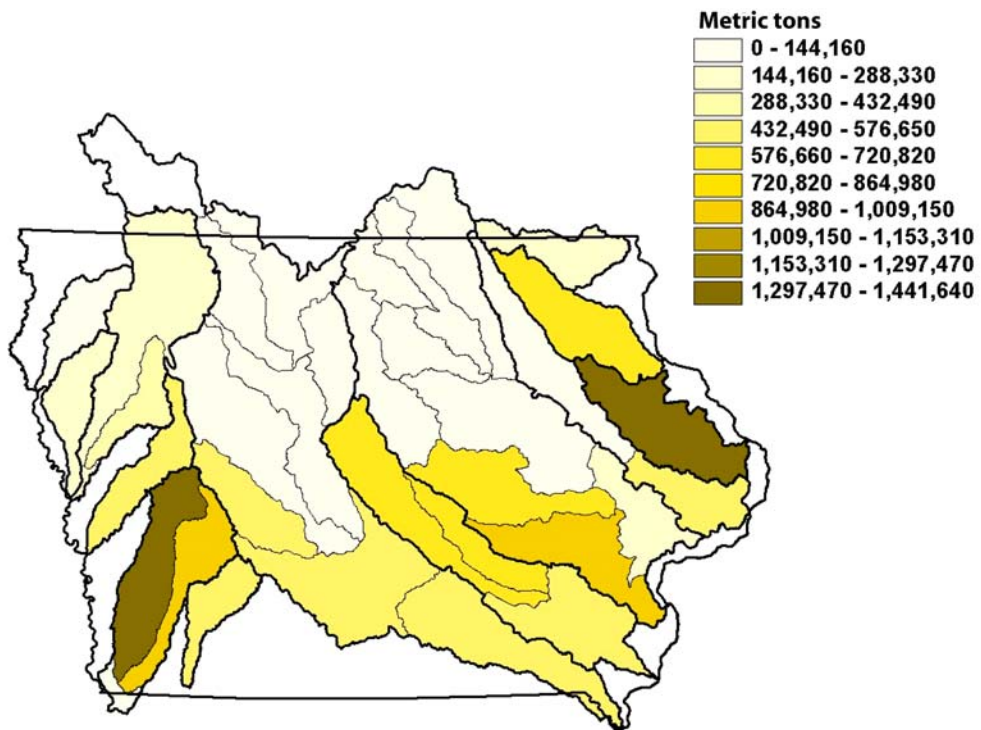 Metric tons
0 - 144,160
144,160 - 288,330
288,330 - 432,490
432,490 - 576,650
576,660 - 720,820
720,820 - 864,980
864,980 - 1,009,150
1,009,150 - 1,153,310
1,153,310 - 1,297,470
1,297,470 - 1,441,640